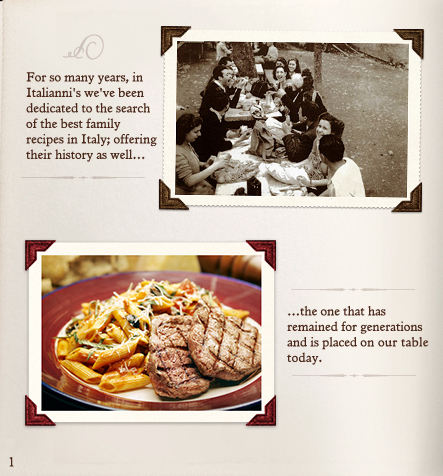 For so many years, in
Italianni's we've been
dedicated to the search
of the best family
recipes in Italy; offering
their history as well...
...the one that has
remained for generations
and is placed on our table
today.
1